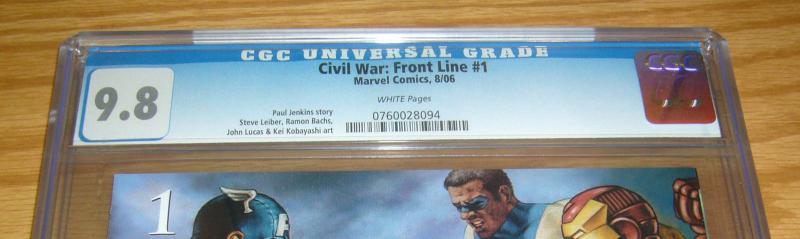 CGC UNIVERSAL GRADE
9.8
Civil War: Front Line #1
Marvel Comics, 8/06
WHITE Pages
Paul Jenkins story
Steve Leiber, Ramon Bachs,
John Lucas & Kei Kobayashi art
0760028094
CGC
1
A